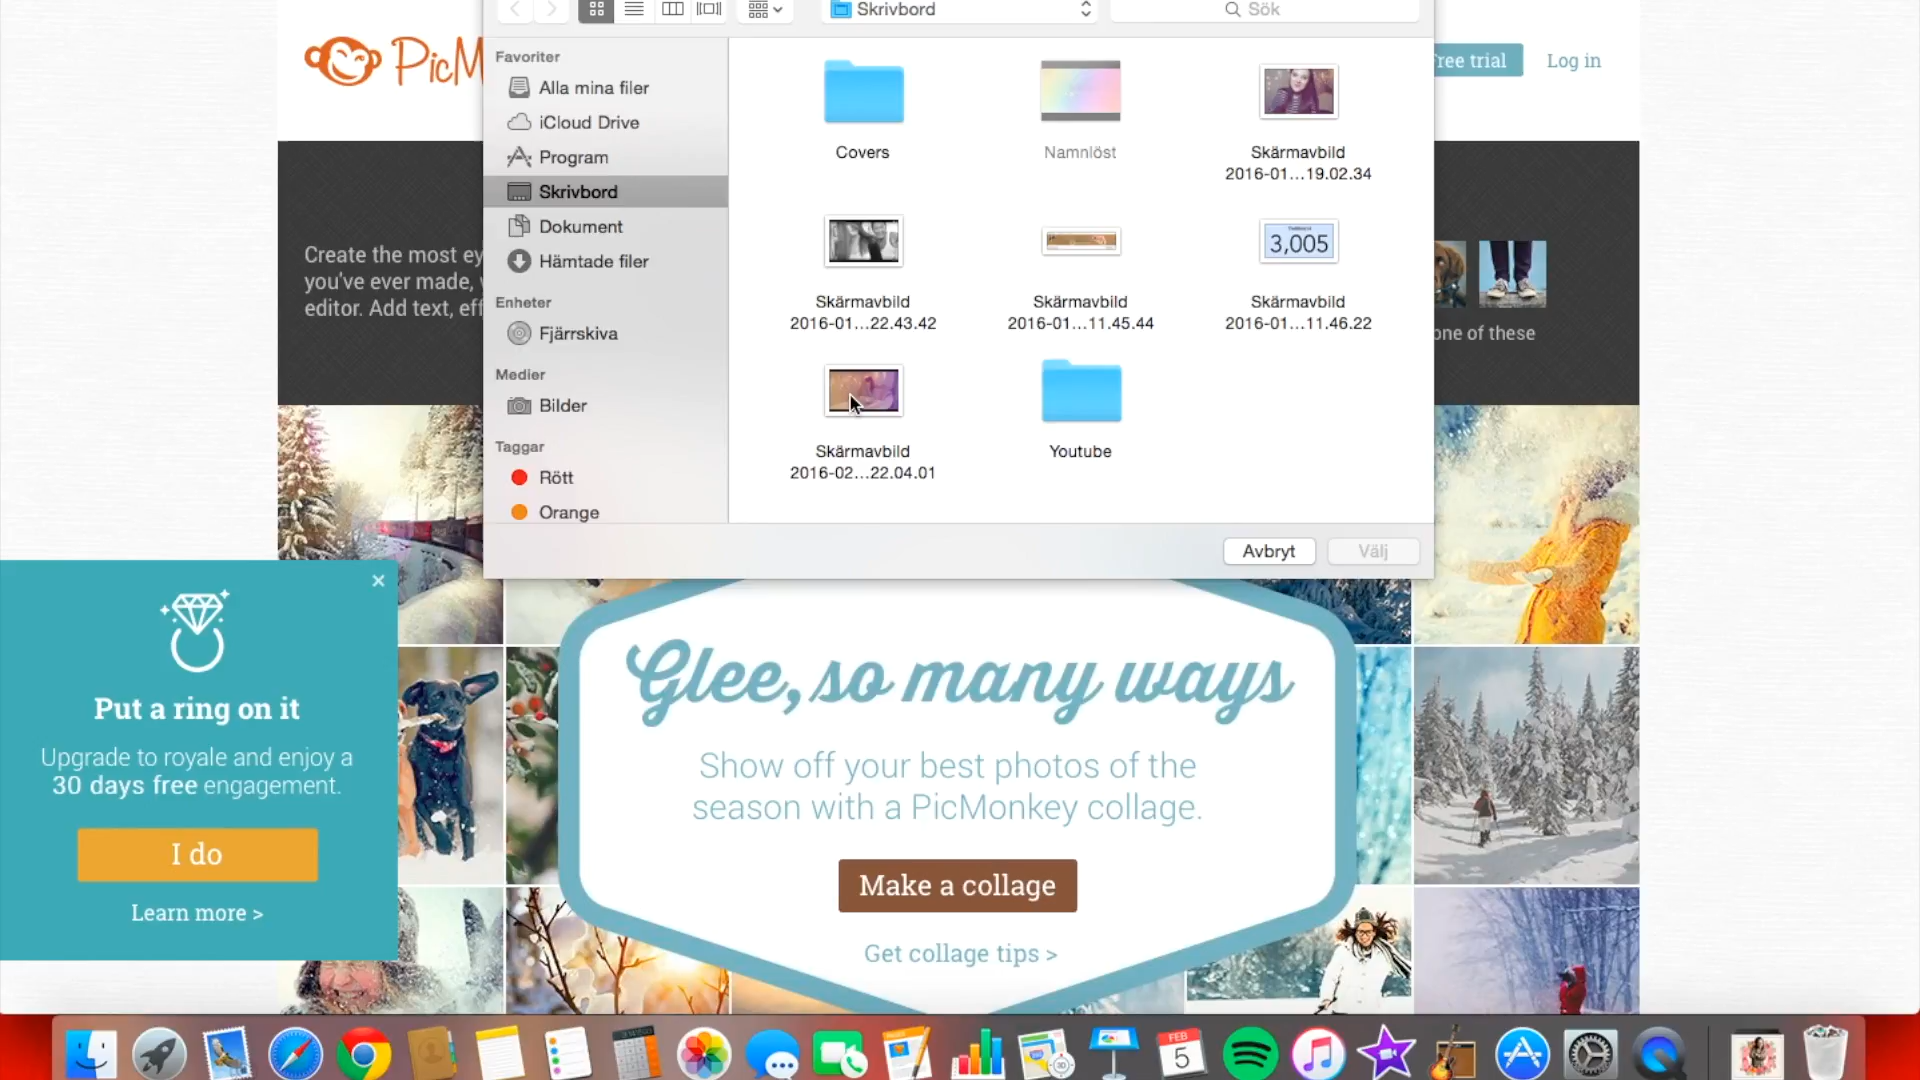 Skrivbord
Sök
PicM
Favoriter
Alla mina filer
iCloud Drive
Program
Skrivbord
Dokument
Hämtade filer
Enheter
Fjärrskiva
Medier
Bilder
Taggar
Rött
Orange
Covers
Namnlöst
Skärmavbild
2016-01...19.02.34
Skärmavbild
2016-01...22.43.42
Skärmavbild
2016-01...11.45.44
3,005
Skärmavbild
2016-01...11.46.22
Skärmavbild
2016-02...22.04.01
Youtube
Avbryt
Välj
ree trial
Log in
Create the most ey
you've ever made,
editor. Add text, eff
one of these
Put a ring on it
Upgrade to royale and enjoy a
30 days free engagement.
I do
Learn more >
Glee, so many ways
Show off your best photos of the
season with a PicMonkey collage.
Make a collage
Get collage tips >
FEB
5